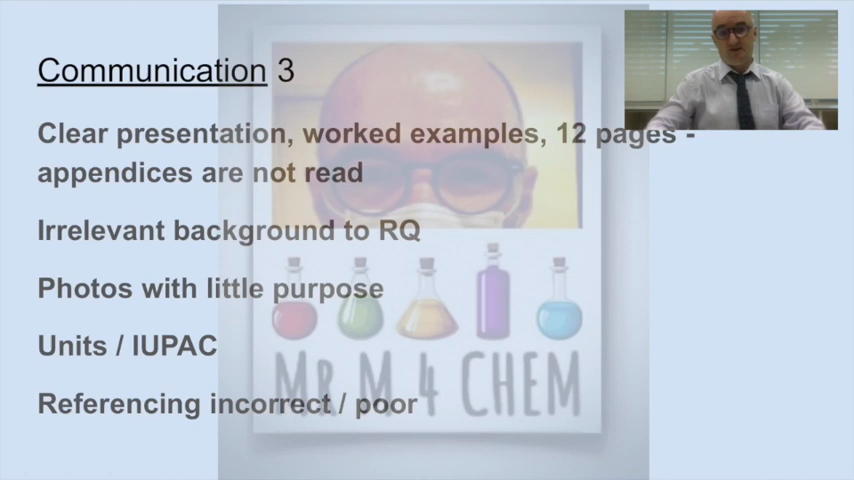 Communication 3
Clear presentation, worked examples, 12 pages -
appendices are not read
Irrelevant background to RQ
Photos with little purpose
Units / IUPAC
Referencing incorrect / poor
MR M 4 CHEM